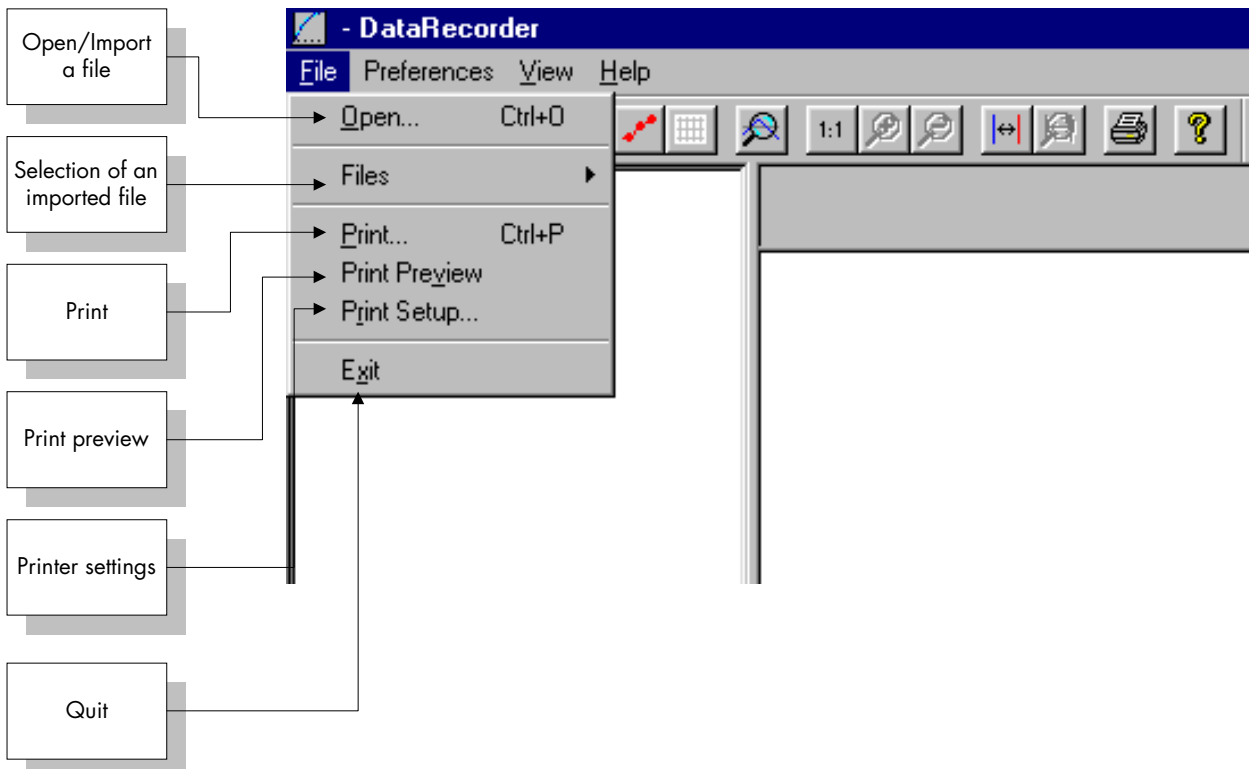 Open/Import
a file
Selection of an
imported file
Print
Print preview
Printer settings
Quit
- DataRecorder
File Preferences View Help
Open... Ctrl+O
Files
Print... Ctrl+P
Print Preview
Print Setup...
Exit
1:1
?